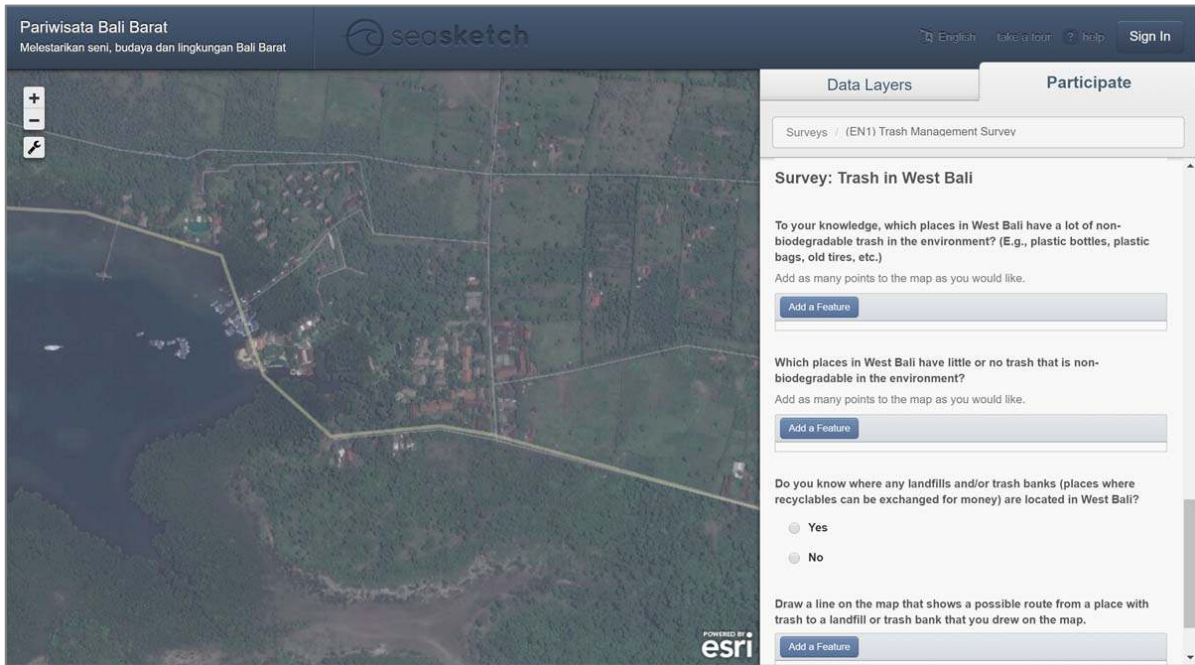 Pariwisata Bali Barat
Melestarikan seni, budaya dan lingkungan Bali Barat
seasketch
English take a tour ? help Sign In
+
−
Data Layers Participate
Surveys / (EN1) Trash Management Survey
Survey: Trash in West Bali
To your knowledge, which places in West Bali have a lot of non-
biodegradable trash in the environment? (E.g., plastic bottles, plastic
bags, old tires, etc.)
Add as many points to the map as you would like.
Add a Feature
Which places in West Bali have little or no trash that is non-
biodegradable in the environment?
Add as many points to the map as you would like.
Add a Feature
Do you know where any landfills and/or trash banks (places where
recyclables can be exchanged for money) are located in West Bali?
Yes
No
Draw a line on the map that shows a possible route from a place with
trash to a landfill or trash bank that you drew on the map.
Add a Feature
POWERED BY
esri